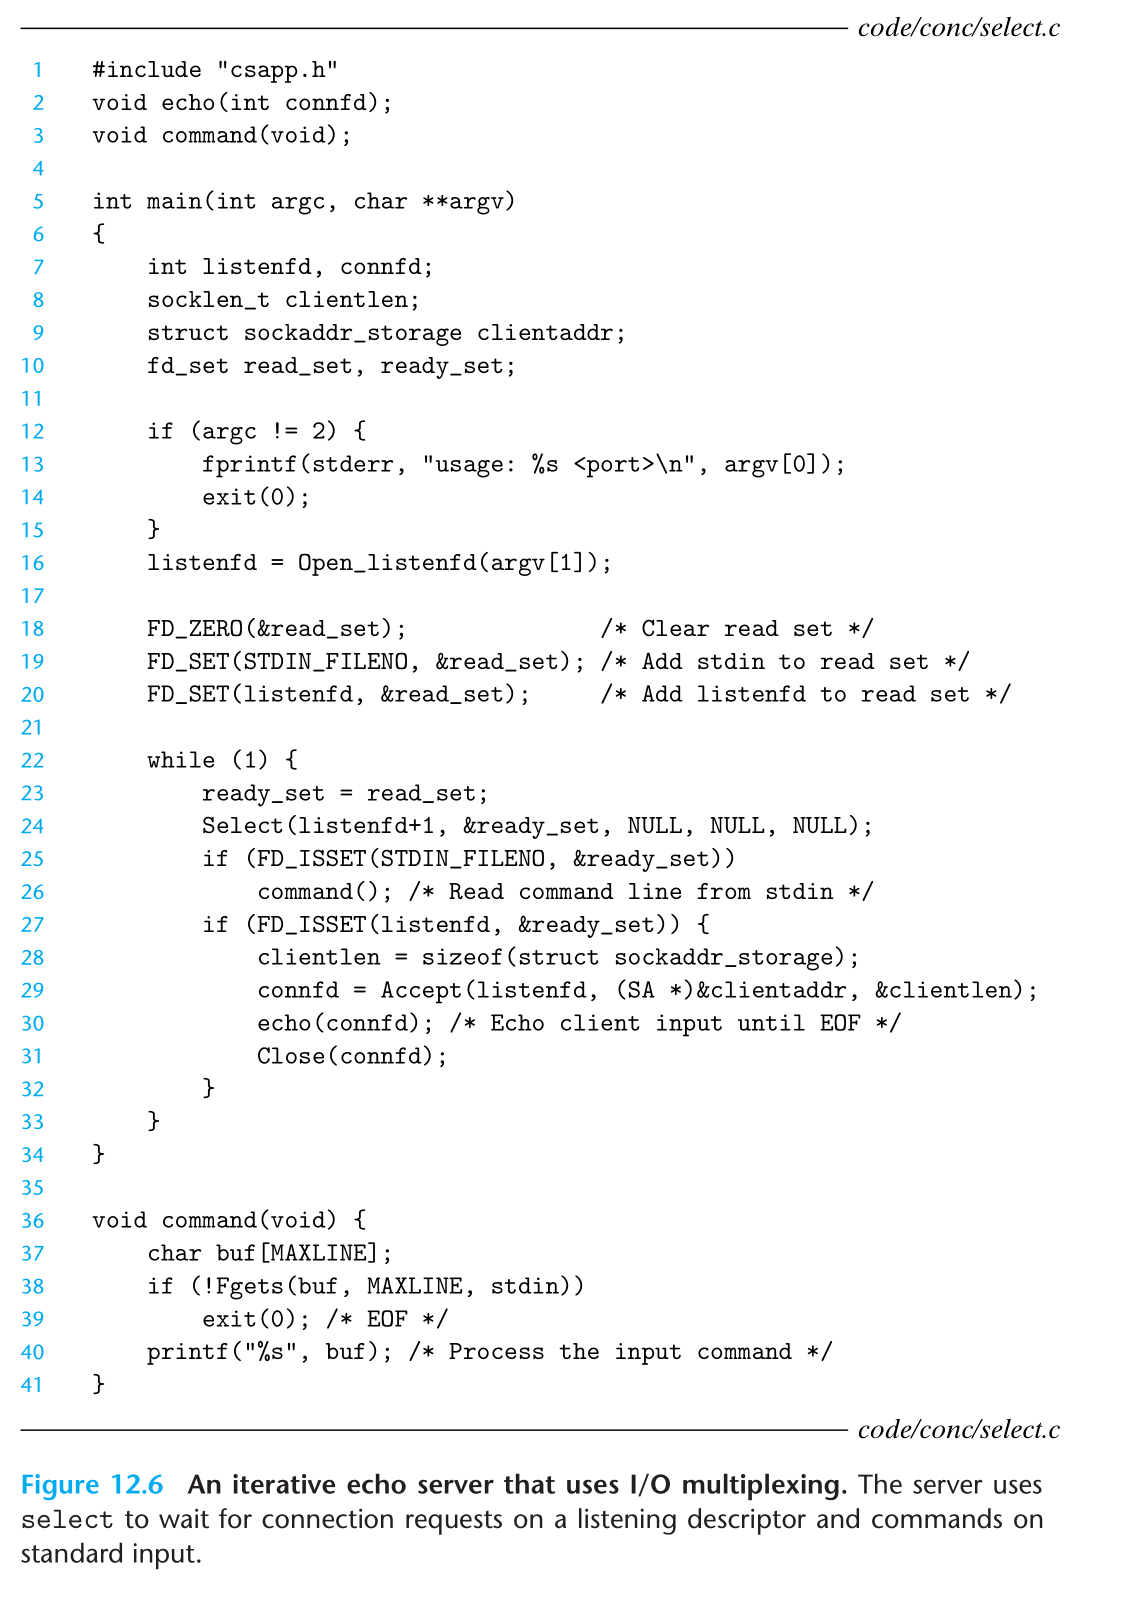 code/conc/select.c
1 #include "csapp.h"
2 void echo(int connfd);
3 void command(void);
4
5 int main(int argc, char **argv)
6 {
7     int listenfd, connfd;
8     socklen_t clientlen;
9     struct sockaddr_storage clientaddr;
10     fd_set read_set, ready_set;
11
12     if (argc != 2) {
13         fprintf(stderr, "usage: %s <port>\n", argv[0]);
14         exit(0);
15     }
16     listenfd = Open_listenfd(argv[1]);
17
18     FD_ZERO(&read_set);              /* Clear read set */
19     FD_SET(STDIN_FILENO, &read_set); /* Add stdin to read set */
20     FD_SET(listenfd, &read_set);     /* Add listenfd to read set */
21
22     while (1) {
23         ready_set = read_set;
24         Select(listenfd+1, &ready_set, NULL, NULL, NULL);
25         if (FD_ISSET(STDIN_FILENO, &ready_set))
26             command(); /* Read command line from stdin */
27         if (FD_ISSET(listenfd, &ready_set)) {
28             clientlen = sizeof(struct sockaddr_storage);
29             connfd = Accept(listenfd, (SA *)&clientaddr, &clientlen);
30             echo(connfd); /* Echo client input until EOF */
31             Close(connfd);
32         }
33     }
34 }
35
36 void command(void) {
37     char buf[MAXLINE];
38     if (!Fgets(buf, MAXLINE, stdin))
39         exit(0); /* EOF */
40     printf("%s", buf); /* Process the input command */
41 }
code/conc/select.c
Figure 12.6 An iterative echo server that uses I/O multiplexing. The server uses
select to wait for connection requests on a listening descriptor and commands on
standard input.